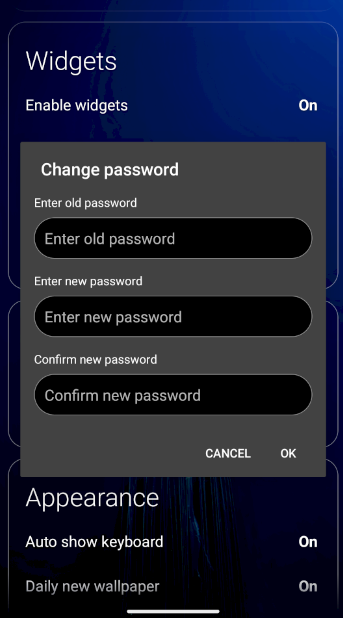 Widgets
Enable widgets On
Change password
Enter old password
Enter old password
Enter new password
Enter new password
Confirm new password
Confirm new password
CANCEL OK
Appearance
Auto show keyboard On
Daily new wallpaper On